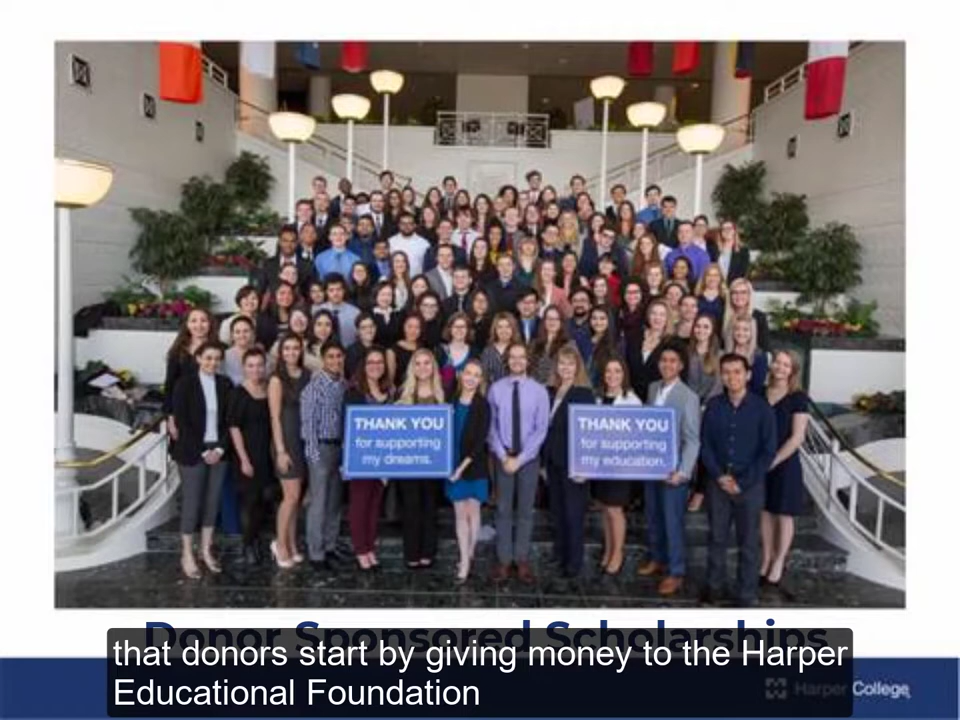 THANK YOU
for supporting
my dreams.
THANK YOU
for supporting
my education.
Donor Sponsored Scholarships
that donors start by giving money to the Harper
Educational Foundation
Harper College